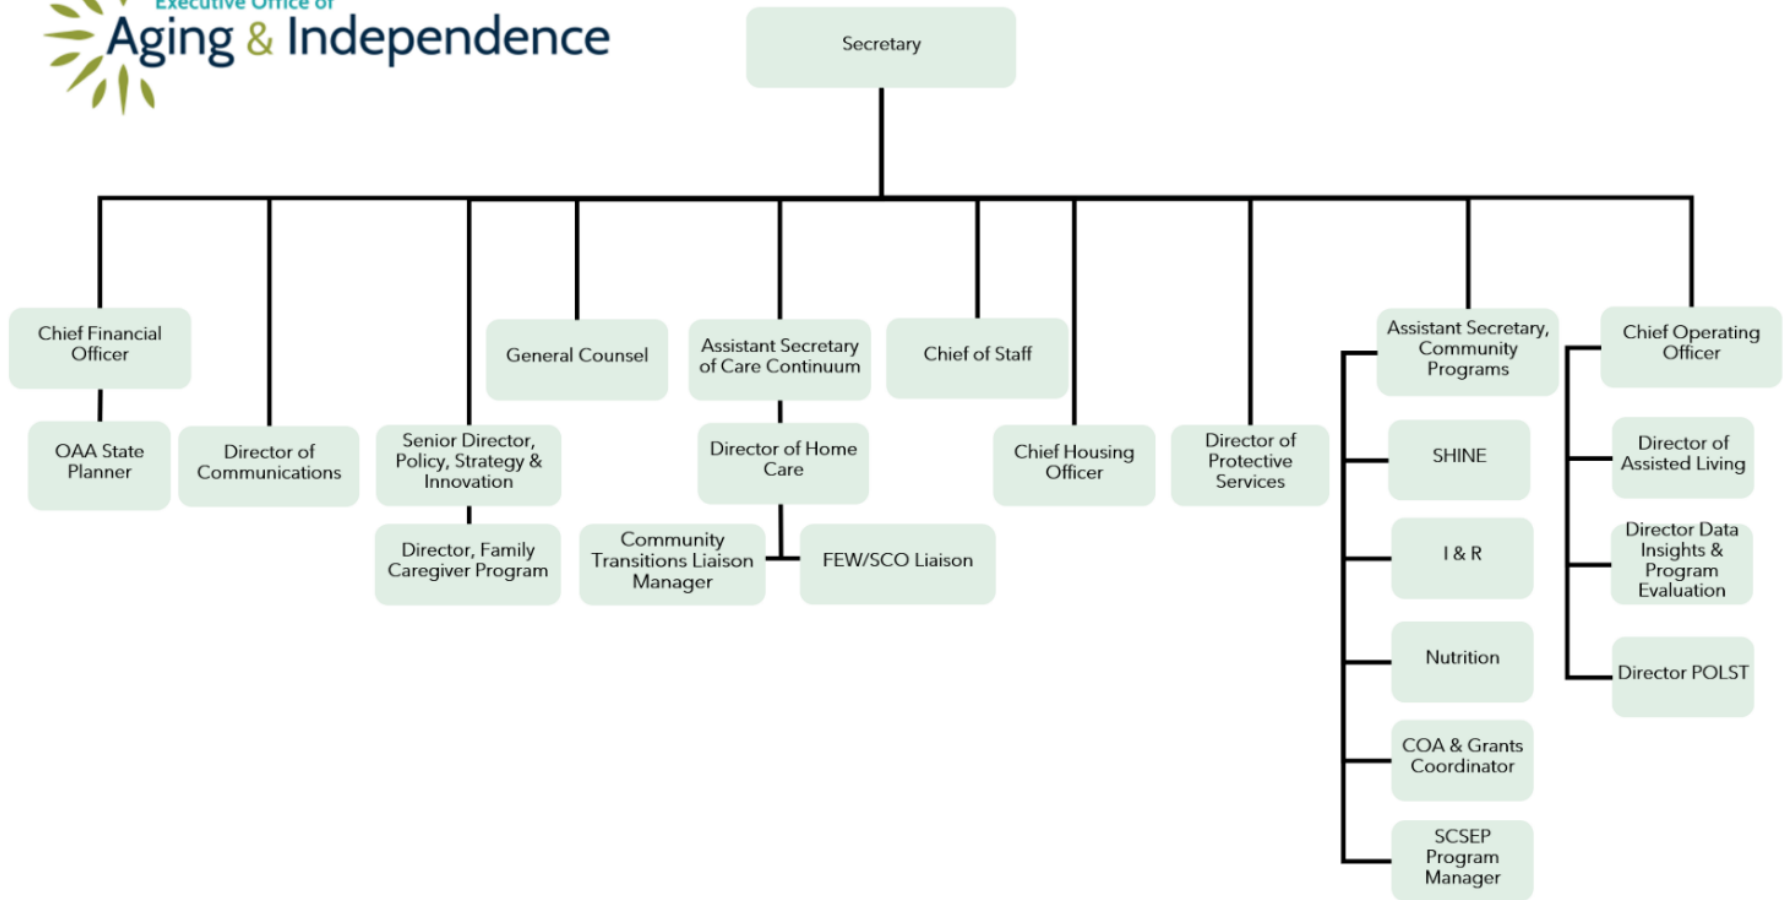 Executive Office of
Aging & Independence
Secretary
Chief Financial
Officer
OAA State
Planner
Director of
Communications
Senior Director,
Policy, Strategy &
Innovation
Director, Family
Caregiver Program
General Counsel
Assistant Secretary
of Care Continuum
Director of Home
Care
Community
Transitions Liaison
Manager
FEW/SCO Liaison
Chief of Staff
Chief Housing
Officer
Director of
Protective
Services
Assistant Secretary,
Community
Programs
SHINE
I & R
Nutrition
COA & Grants
Coordinator
SCSEP
Program
Manager
Chief Operating
Officer
Director of
Assisted Living
Director Data
Insights &
Program
Evaluation
Director POLST